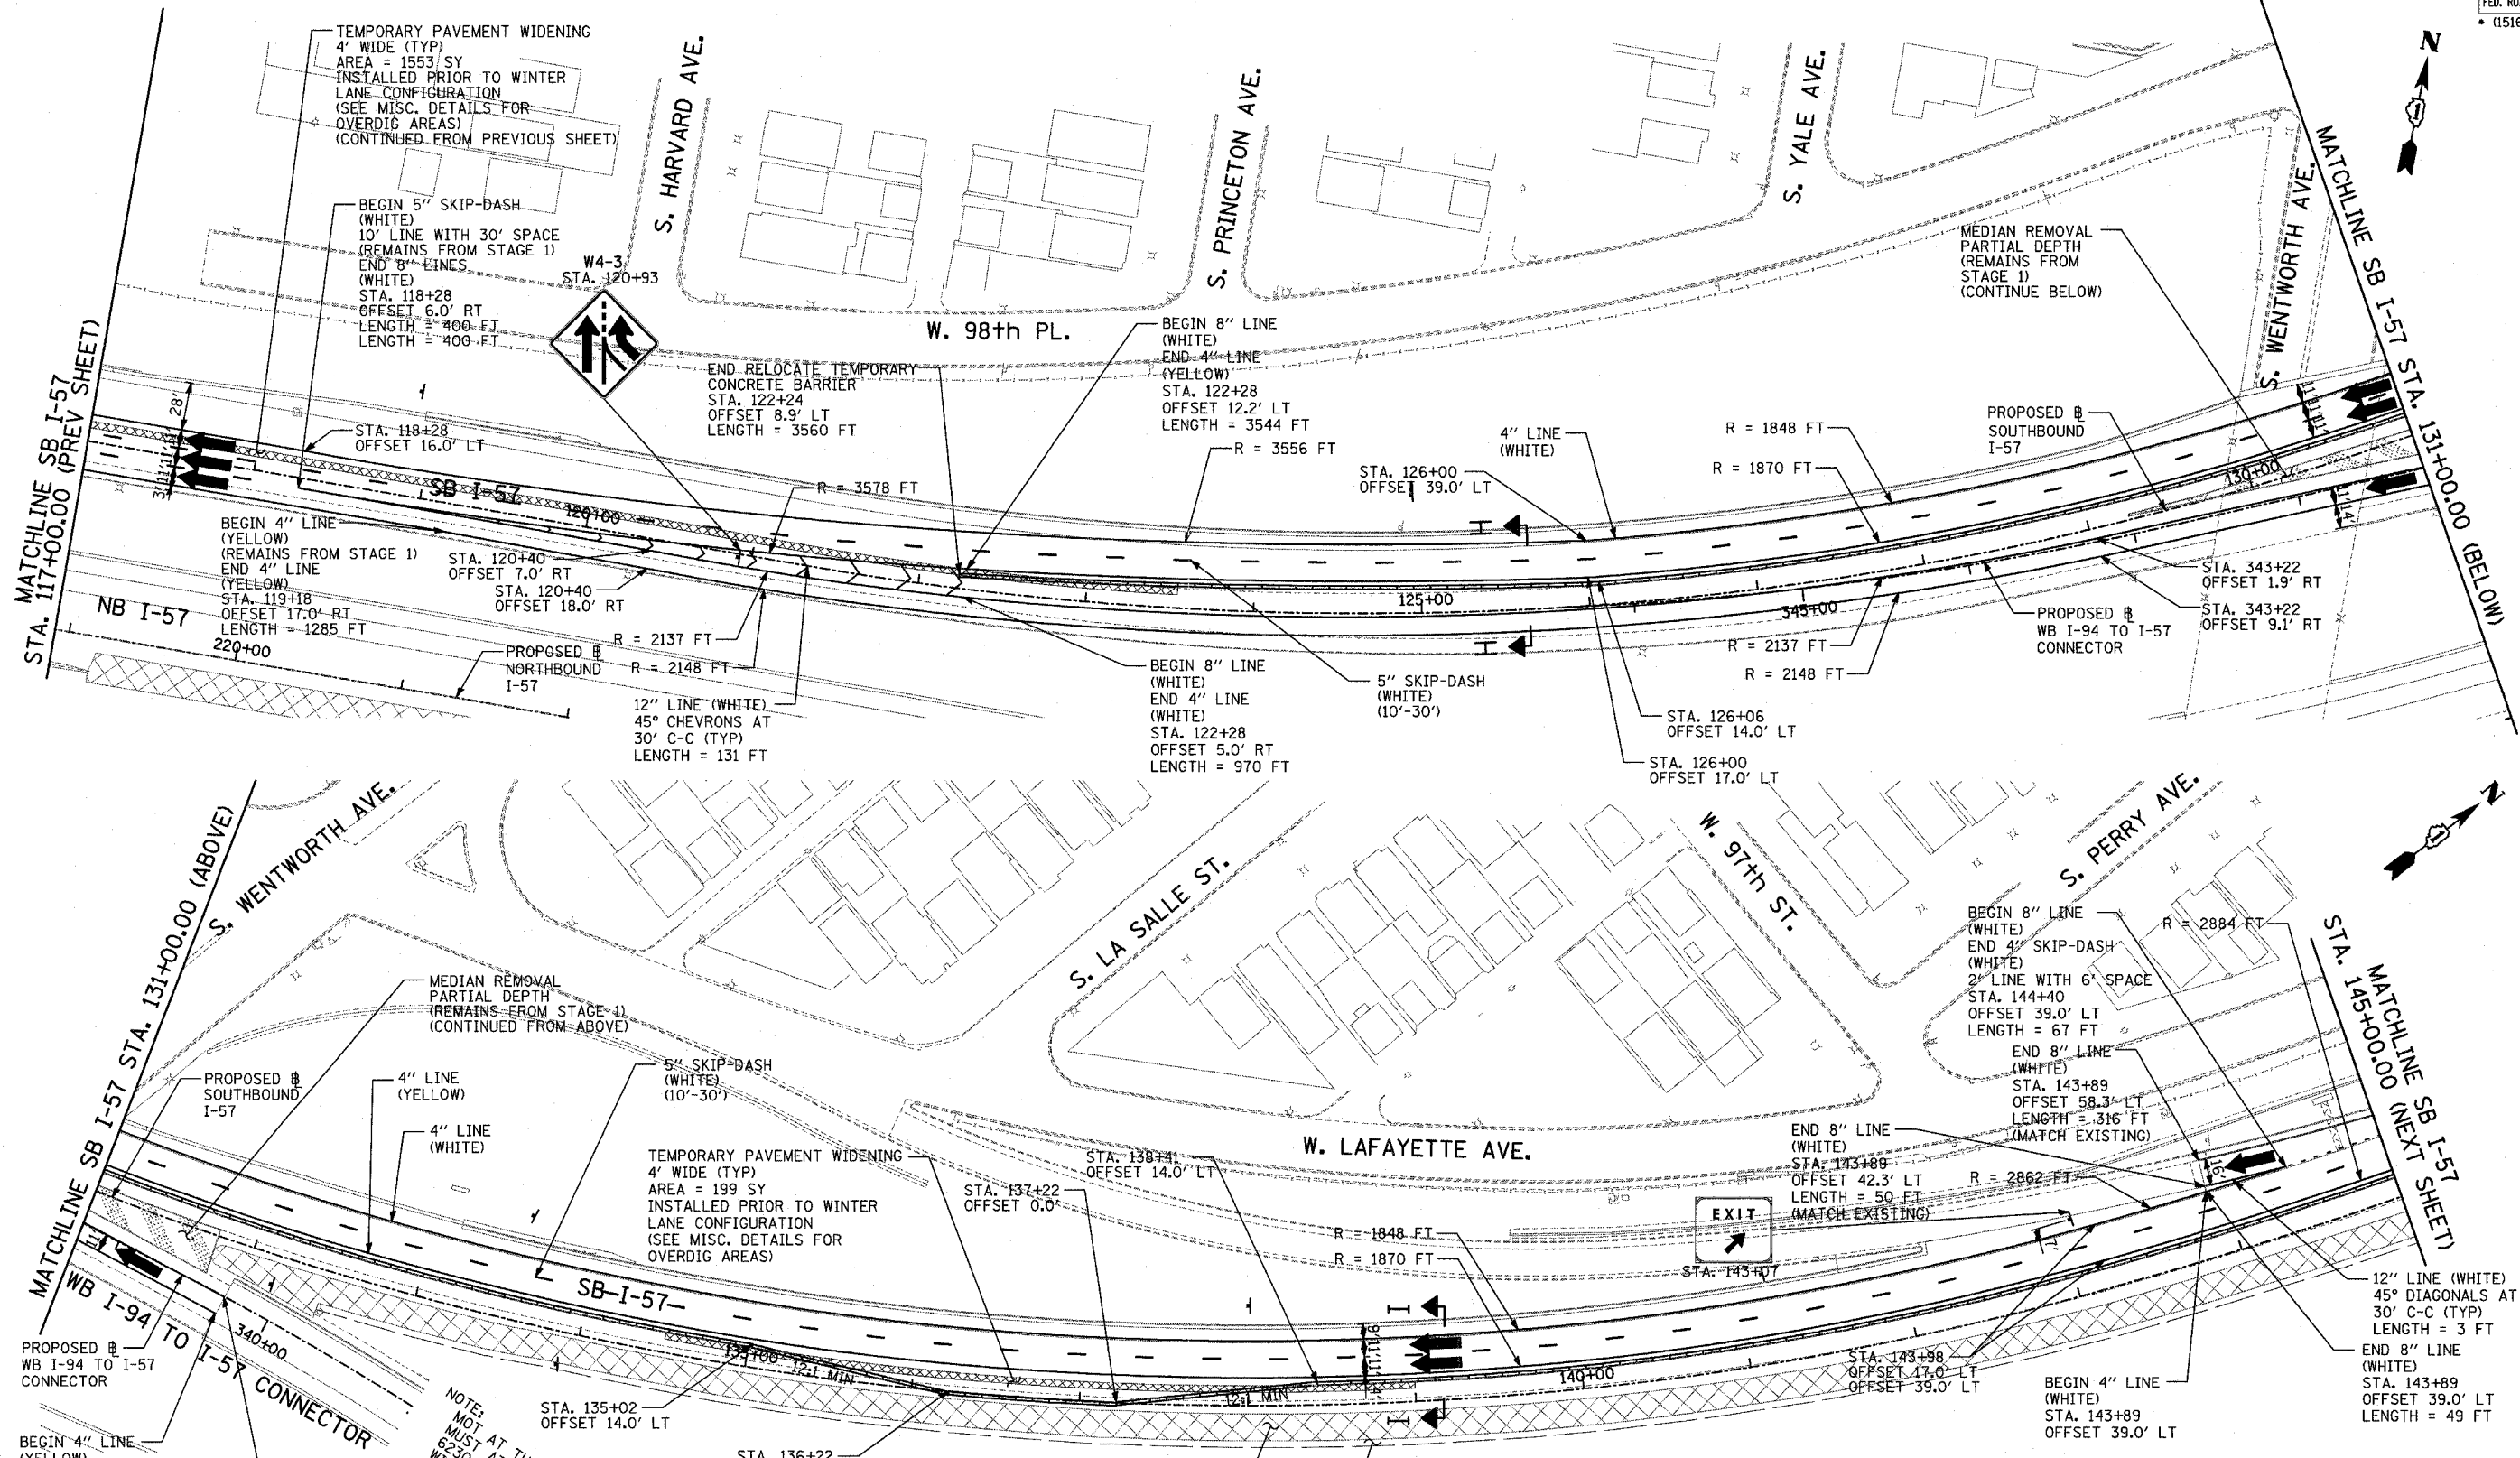 FED. RO
• (1516
TEMPORARY PAVEMENT WIDENING
4' WIDE (TYP)
AREA = 1553 SY
INSTALLED PRIOR TO WINTER
LANE CONFIGURATION
(SEE MISC. DETAILS FOR
OVERDIG AREAS)
(CONTINUED FROM PREVIOUS SHEET)
S. HARVARD AVE.
S. PRINCETON AVE.
S. YALE AVE.
S. WENTWORTH AVE.
N
MATCHLINE SB I-57 STA. 131+00.00 (BELOW)
BEGIN 5" SKIP-DASH
(WHITE)
10' LINE WITH 30' SPACE
(REMAINS FROM STAGE 1)
END 8" LINES
(WHITE)
STA. 118+28
OFFSET 6.0' RT
LENGTH = 400 FT
LENGTH = 400 FT
W4-3
STA. 120+93
W. 98th PL.
MEDIAN REMOVAL
PARTIAL DEPTH
(REMAINS FROM
STAGE 1)
(CONTINUE BELOW)
END RELOCATE TEMPORARY
CONCRETE BARRIER
STA. 122+24
OFFSET 8.9' LT
LENGTH = 3560 FT
BEGIN 8" LINE
(WHITE)
END 4" LINE
(YELLOW)
STA. 122+28
OFFSET 12.2' LT
LENGTH = 3544 FT
R = 3556 FT
4" LINE
(WHITE)
R = 1848 FT
R = 1870 FT
STA. 126+00
OFFSET 39.0' LT
PROPOSED ℄
SOUTHBOUND
I-57
MATCHLINE SB I-57
STA. 117+00.00 (PREV SHEET)
28'
STA. 118+28
OFFSET 16.0' LT
SB I-57
R = 3578 FT
120+00
125+00
130+00
345+00
I
I
BEGIN 4" LINE
(YELLOW)
(REMAINS FROM STAGE 1)
END 4" LINE
(YELLOW)
STA. 119+18
OFFSET 17.0' RT
LENGTH = 1285 FT
STA. 120+40
OFFSET 7.0' RT
STA. 120+40
OFFSET 18.0' RT
NB I-57
220+00
PROPOSED ℄
NORTHBOUND
I-57
R = 2137 FT
R = 2148 FT
12" LINE (WHITE)
45° CHEVRONS AT
30' C-C (TYP)
LENGTH = 131 FT
BEGIN 8" LINE
(WHITE)
END 4" LINE
(WHITE)
STA. 122+28
OFFSET 5.0' RT
LENGTH = 970 FT
5" SKIP-DASH
(WHITE)
(10'-30')
R = 2137 FT
R = 2148 FT
STA. 126+06
OFFSET 14.0' LT
STA. 126+00
OFFSET 17.0' LT
STA. 343+22
OFFSET 1.9' RT
STA. 343+22
OFFSET 9.1' RT
PROPOSED ℄
WB I-94 TO I-57
CONNECTOR
14'
MATCHLINE SB I-57 STA. 131+00.00 (ABOVE)
S. WENTWORTH AVE.
S. LA SALLE ST.
W. 97th ST.
S. PERRY AVE.
N
MEDIAN REMOVAL
PARTIAL DEPTH
(REMAINS FROM STAGE 1)
(CONTINUED FROM ABOVE)
PROPOSED ℄
SOUTHBOUND
I-57
4" LINE
(YELLOW)
4" LINE
(WHITE)
5" SKIP-DASH
(WHITE)
(10'-30')
TEMPORARY PAVEMENT WIDENING
4' WIDE (TYP)
AREA = 199 SY
INSTALLED PRIOR TO WINTER
LANE CONFIGURATION
(SEE MISC. DETAILS FOR
OVERDIG AREAS)
STA. 138+41
OFFSET 14.0' LT
STA. 137+22
OFFSET 0.0'
W. LAFAYETTE AVE.
R = 1848 FT
R = 1870 FT
BEGIN 8" LINE
(WHITE)
END 4" SKIP-DASH
(WHITE)
2' LINE WITH 6' SPACE
STA. 144+40
OFFSET 39.0' LT
LENGTH = 67 FT
R = 2884 FT
END 8" LINE
(WHITE)
STA. 143+89
OFFSET 58.3' LT
LENGTH = 316 FT
(MATCH EXISTING)
END 8" LINE
(WHITE)
STA. 143+89
OFFSET 42.3' LT
LENGTH = 50 FT
(MATCH EXISTING)
R = 2862 FT
EXIT
STA. 143+07
16'
7'
MATCHLINE SB I-57
STA. 145+00.00 (NEXT SHEET)
SB I-57
I
I
135+00
12:1 MIN
12:1 MIN
140+00
WB I-94 TO I-57 CONNECTOR
340+00
PROPOSED ℄
WB I-94 TO I-57
CONNECTOR
STA. 135+02
OFFSET 14.0' LT
STA. 136+22
STA. 143+98
OFFSET 17.0' LT
OFFSET 39.0' LT
BEGIN 4" LINE
(WHITE)
STA. 143+89
OFFSET 39.0' LT
12" LINE (WHITE)
45° DIAGONALS AT
30' C-C (TYP)
LENGTH = 3 FT
END 8" LINE
(WHITE)
STA. 143+89
OFFSET 39.0' LT
LENGTH = 49 FT
NOTE:
MOT AT
MUST
BEGIN 4" LINE
(YELLOW)